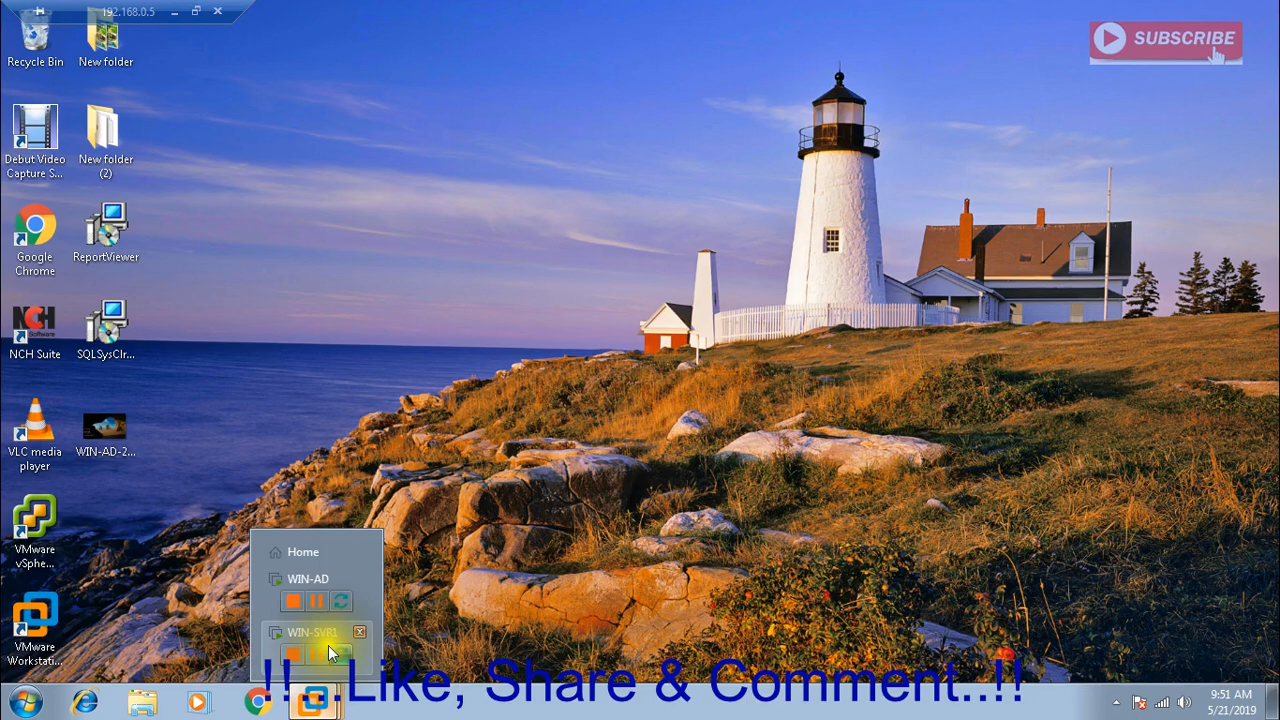 192.168.0.5
SUBSCRIBE
Recycle Bin
New folder
Debut Video
Capture S...
New folder
(2)
Google
Chrome
ReportViewer
NCH
Software
NCH Suite
SQLSysClr...
VLC media
player
WIN-AD-2...
VMware
vSphe...
VMware
Workstati...
Home
WIN-AD
WIN-SVR1
!! ..Like, Share & Comment..!!
9:51 AM
5/21/2019